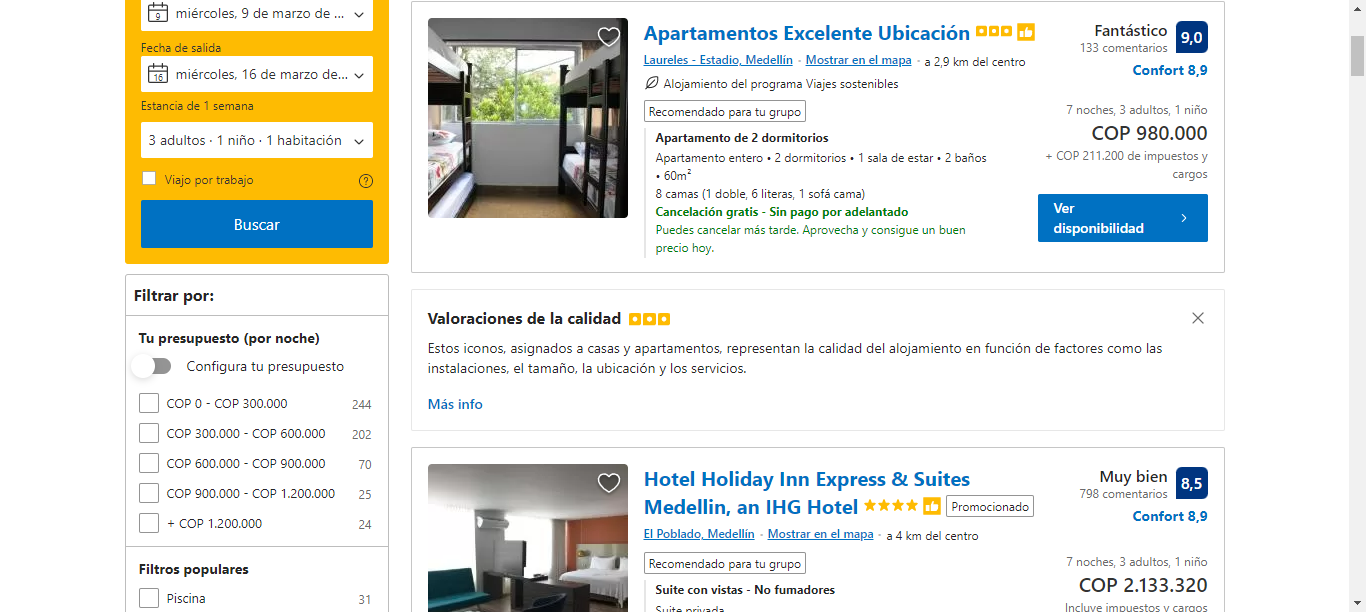 9
miércoles, 9 de marzo de ...
Fecha de salida
16
miércoles, 16 de marzo de...
Estancia de 1 semana
3 adultos · 1 niño · 1 habitación
Viajo por trabajo
?
Buscar
Filtrar por:
Tu presupuesto (por noche)
Configura tu presupuesto
COP 0 - COP 300.000 244
COP 300.000 - COP 600.000 202
COP 600.000 - COP 900.000 70
COP 900.000 - COP 1.200.000 25
+ COP 1.200.000 24
Filtros populares
Piscina 31
Apartamentos Excelente Ubicación
Laureles - Estadio, Medellín · Mostrar en el mapa · a 2,9 km del centro
Alojamiento del programa Viajes sostenibles
Recomendado para tu grupo
Apartamento de 2 dormitorios
Apartamento entero • 2 dormitorios • 1 sala de estar • 2 baños
• 60m²
8 camas (1 doble, 6 literas, 1 sofá cama)
Cancelación gratis - Sin pago por adelantado
Puedes cancelar más tarde. Aprovecha y consigue un buen
precio hoy.
Fantástico 9,0
133 comentarios
Confort 8,9
7 noches, 3 adultos, 1 niño
COP 980.000
+ COP 211.200 de impuestos y
cargos
Ver
disponibilidad
Valoraciones de la calidad
Estos iconos, asignados a casas y apartamentos, representan la calidad del alojamiento en función de factores como las
instalaciones, el tamaño, la ubicación y los servicios.
Más info
Hotel Holiday Inn Express & Suites
Medellin, an IHG Hotel Promocionado
El Poblado, Medellín · Mostrar en el mapa · a 4 km del centro
Recomendado para tu grupo
Suite con vistas - No fumadores
Suite privada
Muy bien 8,5
798 comentarios
Confort 8,9
7 noches, 3 adultos, 1 niño
COP 2.133.320
Incluye impuestos y cargos